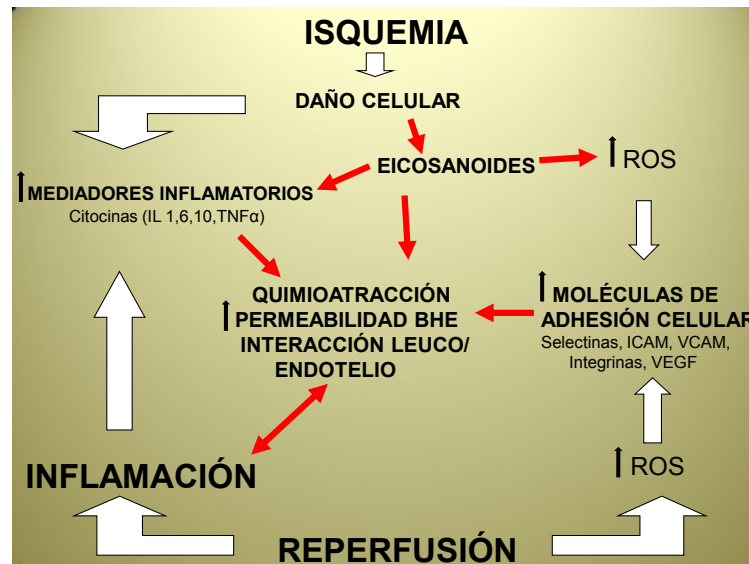 ISQUEMIA
DAÑO CELULAR
EICOSANOIDES
ROS
MEDIADORES INFLAMATORIOS
Citocinas (IL 1,6,10,TNFα)
QUIMIOATRACCIÓN
PERMEABILIDAD BHE
INTERACCIÓN LEUCO/
ENDOTELIO
MOLÉCULAS DE
ADHESIÓN CELULAR
Selectinas, ICAM, VCAM,
Integrinas, VEGF
INFLAMACIÓN
ROS
REPERFUSIÓN